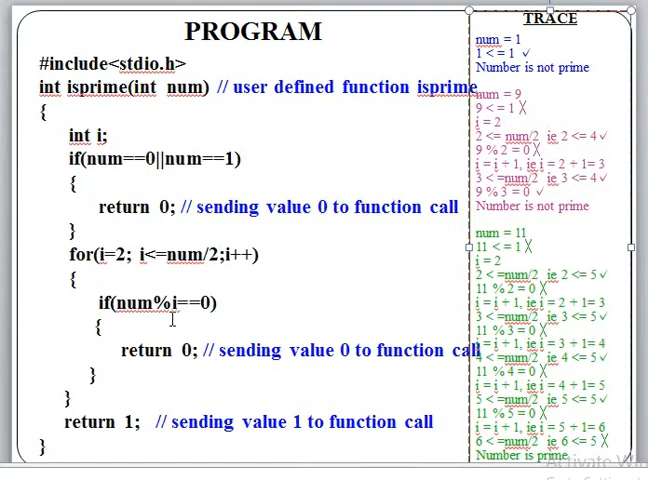 PROGRAM
#include<stdio.h>
int isprime(int num) // user defined function isprime
{
int i;
if(num==0||num==1)
{
return 0; // sending value 0 to function call
}
for(i=2; i<=num/2;i++)
{
if(num%i==0)
{
return 0; // sending value 0 to function call
}
}
return 1; // sending value 1 to function call
}
TRACE
num = 1
1 <= 1 ✓
Number is not prime
num = 9
9 <= 1 ╳
i = 2
2 <= num/2 ie 2 <= 4 ✓
9 % 2 = 0 ╳
i = i + 1, ie i = 2 + 1= 3
3 < =num/2 ie 3 <= 4 ✓
9 % 3 = 0 ✓
Number is not prime
num = 11
11 <= 1 ╳
i = 2
2 < =num/2 ie 2 <= 5 ✓
11 % 2 = 0 ╳
i = i + 1, ie i = 2 + 1= 3
3 < =num/2 ie 3 <= 5 ✓
11 % 3 = 0 ╳
i = i + 1, ie i = 3 + 1= 4
4 < =num/2 ie 4 <= 5 ✓
11 % 4 = 0 ╳
i = i + 1, ie i = 4 + 1= 5
5 < =num/2 ie 5 <= 5 ✓
11 % 5 = 0 ╳
i = i + 1, ie i = 5 + 1= 6
6 < =num/2 ie 6 <= 5 ╳
Number is prime
Activate